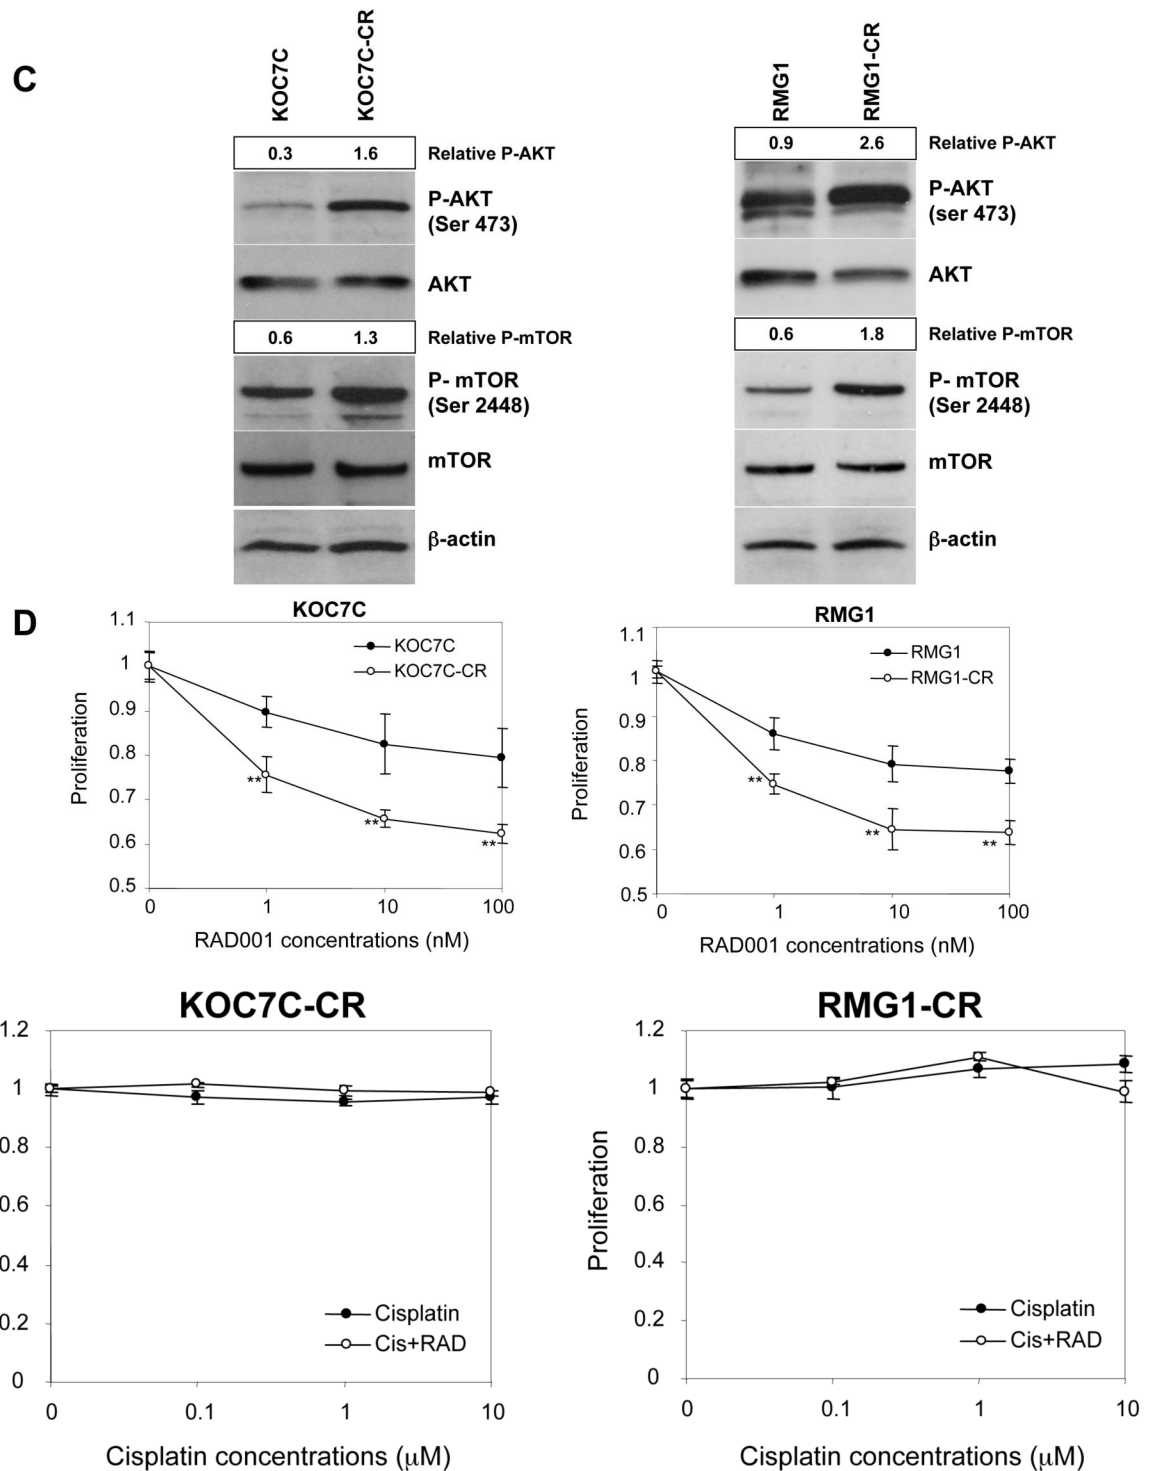 C
KOC7C
KOC7C-CR
0.3 1.6 Relative P-AKT
P-AKT
(Ser 473)
AKT
0.6 1.3 Relative P-mTOR
P- mTOR
(Ser 2448)
mTOR
β-actin
RMG1
RMG1-CR
0.9 2.6 Relative P-AKT
P-AKT
(ser 473)
AKT
0.6 1.8 Relative P-mTOR
P- mTOR
(Ser 2448)
mTOR
β-actin
D
KOC7C
KOC7C
KOC7C-CR
Proliferation
1.1
1
0.9
0.8
0.7
0.6
0.5
**
**
**
0 1 10 100
RAD001 concentrations (nM)
RMG1
RMG1
RMG1-CR
Proliferation
1.1
1
0.9
0.8
0.7
0.6
0.5
**
**
**
0 1 10 100
RAD001 concentrations (nM)
KOC7C-CR
1.2
1
0.8
0.6
0.4
0.2
0
Cisplatin
Cis+RAD
0 0.1 1 10
Cisplatin concentrations (μM)
RMG1-CR
Proliferation
1.2
1
0.8
0.6
0.4
0.2
0
Cisplatin
Cis+RAD
0 0.1 1 10
Cisplatin concentrations (μM)